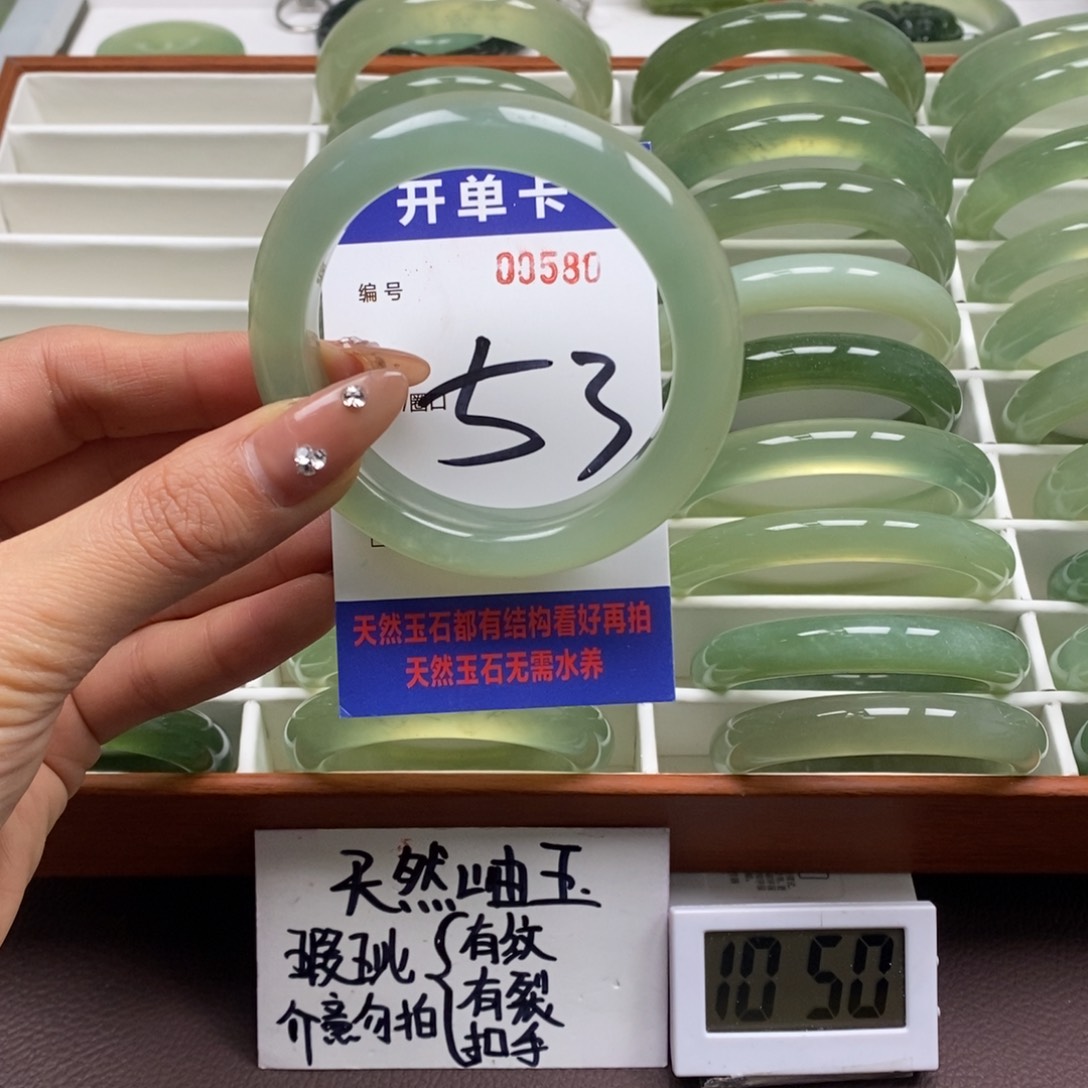 开单卡
编号 00580
圈口 53
天然玉石都有结构看好再拍
天然玉石无需水养
天然岫玉
瑕玼 有纹
介意勿拍 有裂
扣手
10 50